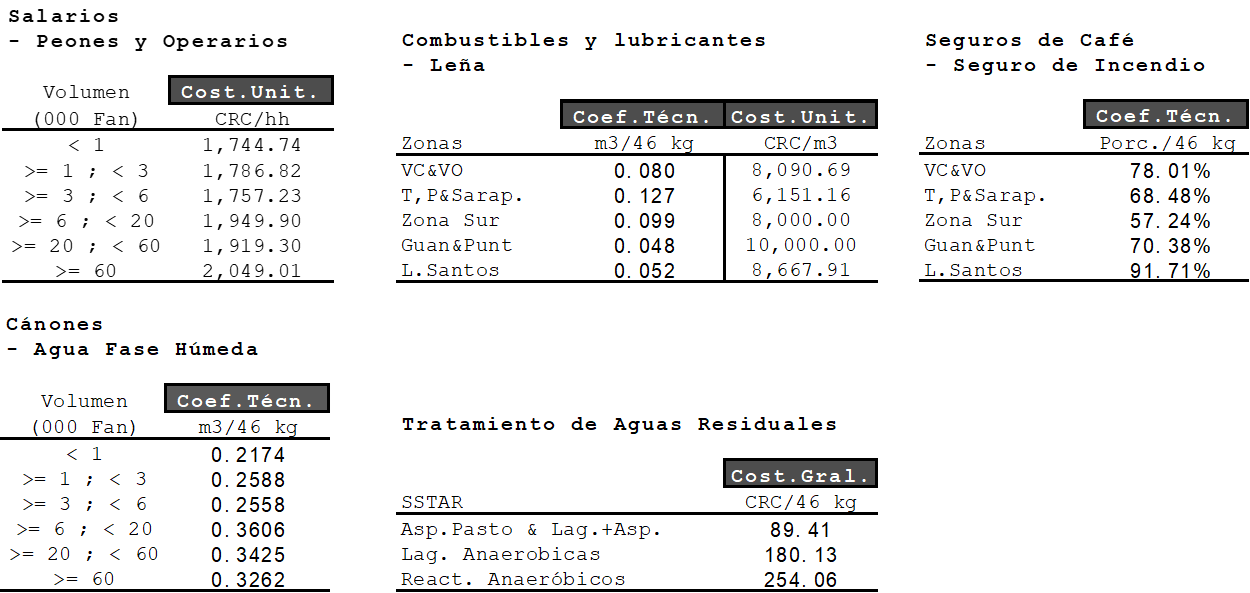 Salarios
- Peones y Operarios
Volumen Cost.Unit.
(000 Fan) CRC/hh
< 1 1,744.74
>= 1 ; < 3 1,786.82
>= 3 ; < 6 1,757.23
>= 6 ; < 20 1,949.90
>= 20 ; < 60 1,919.30
>= 60 2,049.01
Combustibles y lubricantes
- Leña
Coef.Técn. Cost.Unit.
Zonas m3/46 kg CRC/m3
VC&VO 0.080 8,090.69
T,P&Sarap. 0.127 6,151.16
Zona Sur 0.099 8,000.00
Guan&Punt 0.048 10,000.00
L.Santos 0.052 8,667.91
Seguros de Café
- Seguro de Incendio
Coef.Técn.
Zonas Porc./46 kg
VC&VO 78.01%
T,P&Sarap. 68.48%
Zona Sur 57.24%
Guan&Punt 70.38%
L.Santos 91.71%
Cánones
- Agua Fase Húmeda
Volumen Coef.Técn.
(000 Fan) m3/46 kg
< 1 0.2174
>= 1 ; < 3 0.2588
>= 3 ; < 6 0.2558
>= 6 ; < 20 0.3606
>= 20 ; < 60 0.3425
>= 60 0.3262
Tratamiento de Aguas Residuales
Cost.Gral.
SSTAR CRC/46 kg
Asp.Pasto & Lag.+Asp. 89.41
Lag. Anaerobicas 180.13
React. Anaeróbicos 254.06